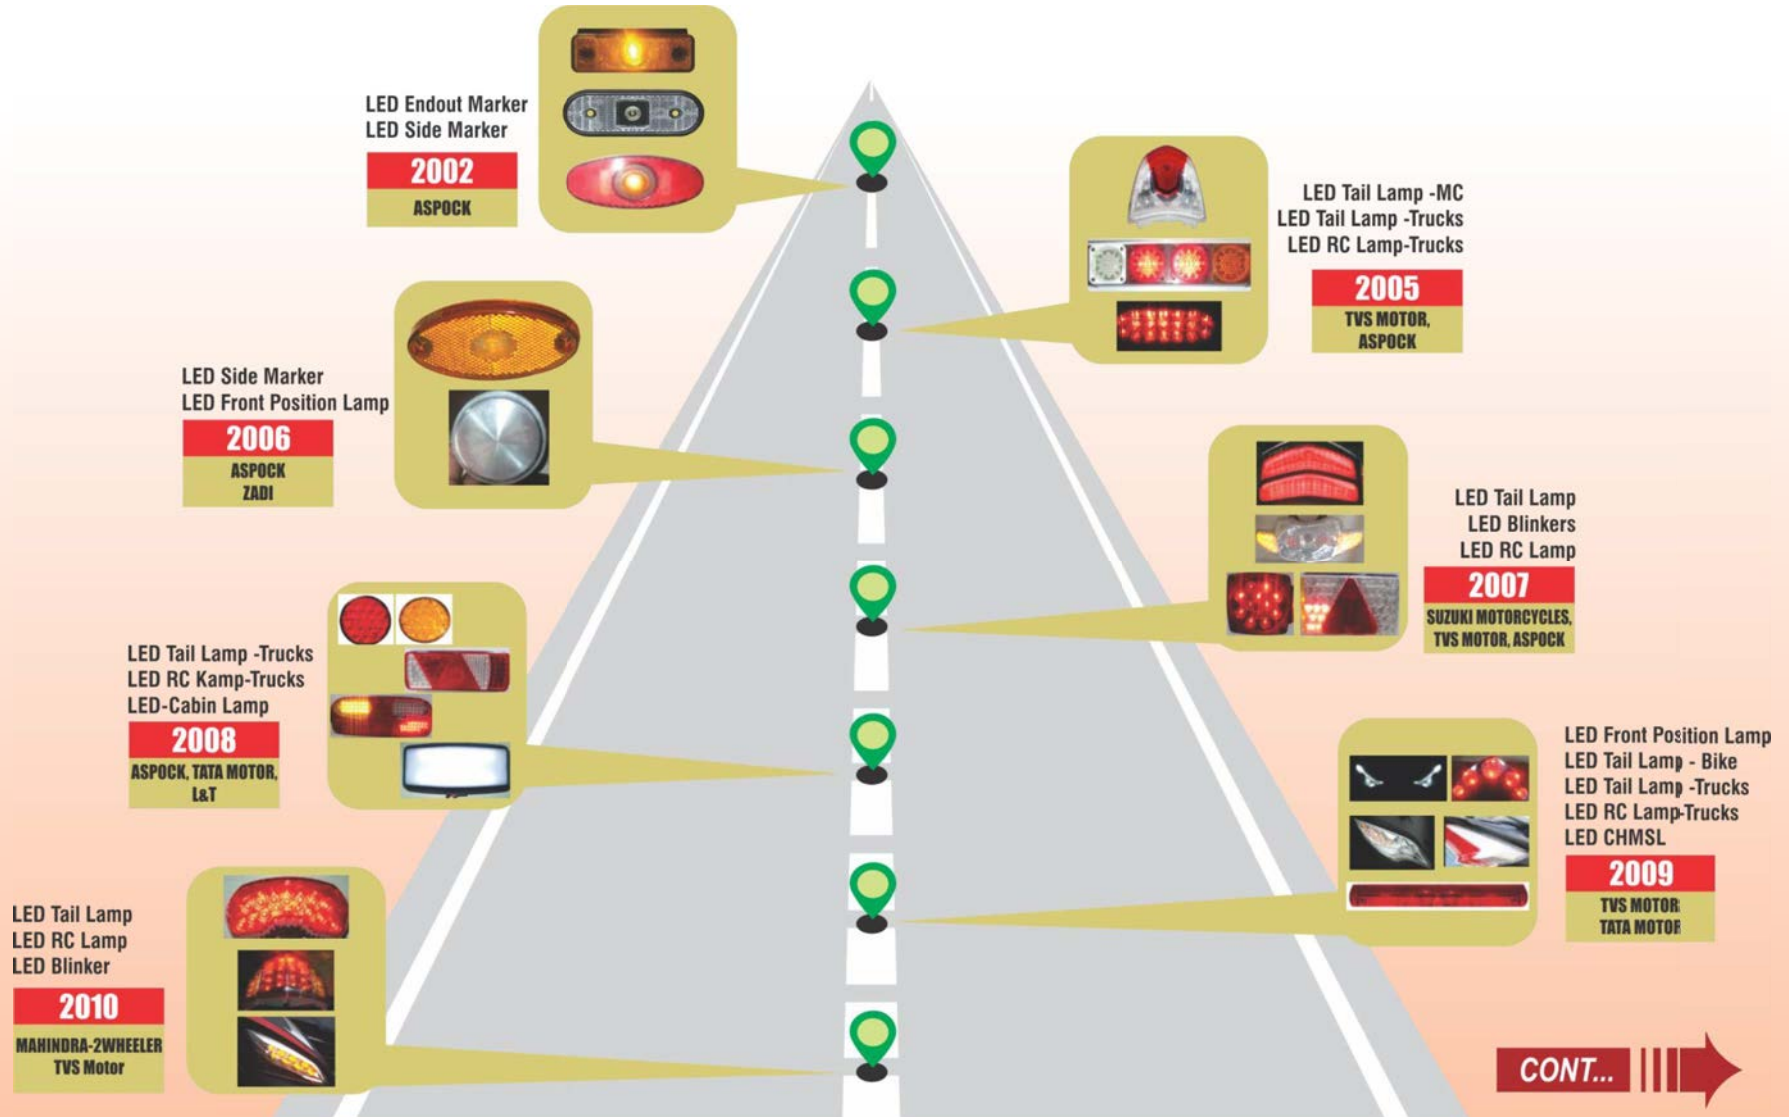 LED Endout Marker
LED Side Marker
2002
ASPOCK
LED Tail Lamp -MC
LED Tail Lamp -Trucks
LED RC Lamp-Trucks
2005
TVS MOTOR,
ASPOCK
LED Side Marker
LED Front Position Lamp
2006
ASPOCK
ZADI
LED Tail Lamp
LED Blinkers
LED RC Lamp
2007
SUZUKI MOTORCYCLES,
TVS MOTOR, ASPOCK
LED Tail Lamp -Trucks
LED RC Kamp-Trucks
LED-Cabin Lamp
2008
ASPOCK, TATA MOTOR,
L&T
LED Front Position Lamp
LED Tail Lamp - Bike
LED Tail Lamp -Trucks
LED RC Lamp-Trucks
LED CHMSL
2009
TVS MOTOR
TATA MOTOR
LED Tail Lamp
LED RC Lamp
LED Blinker
2010
MAHINDRA-2WHEELER
TVS Motor
CONT...